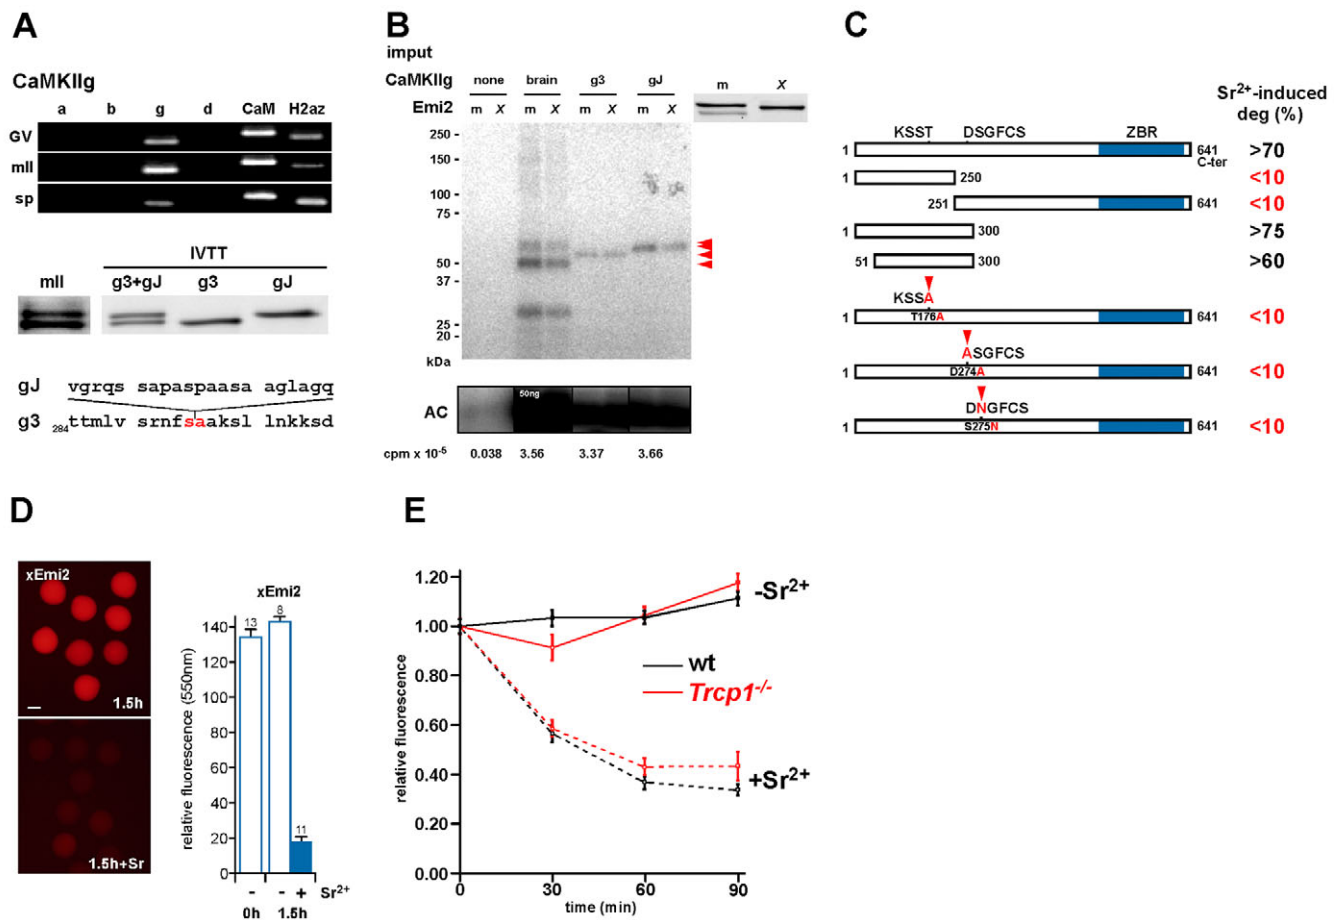 A
CaMKIIg
a b g d CaM H2az
GV
mII
sp
IVTT
mII g3+gJ g3 gJ
gJ vgrqss sapaspaasa aglagq
g3 284ttmlv srnfsaaksl lnkksd
B
imput
CaMKIIg none brain g3 gJ
Emi2 m X m X m X m X
m X
250
150
100
75
50
37
25
20
kDa
50ng
AC
cpm x 10-5 0.038 3.56 3.37 3.66
C
Sr2+-induced
deg (%)
KSST DSGFCS ZBR
1 641 >70
C-ter
1 250 <10
251 641 <10
1 300 >75
51 300 >60
KSSA
T176A
1 641 <10
ASGFCS
D274A
1 641 <10
DNGFCS
S275N
1 641 <10
D
xEmi2
1.5h
1.5h+Sr
xEmi2
relative fluorescence (550nm)
140
120
100
80
60
40
20
0
13
8
11
- - + Sr2+
0h 1.5h
E
relative fluorescence
1.20
1.00
0.80
0.60
0.40
0.20
0.00
-Sr2+
wt
Trcp1-/-
+Sr2+
0 30 60 90
time (min)